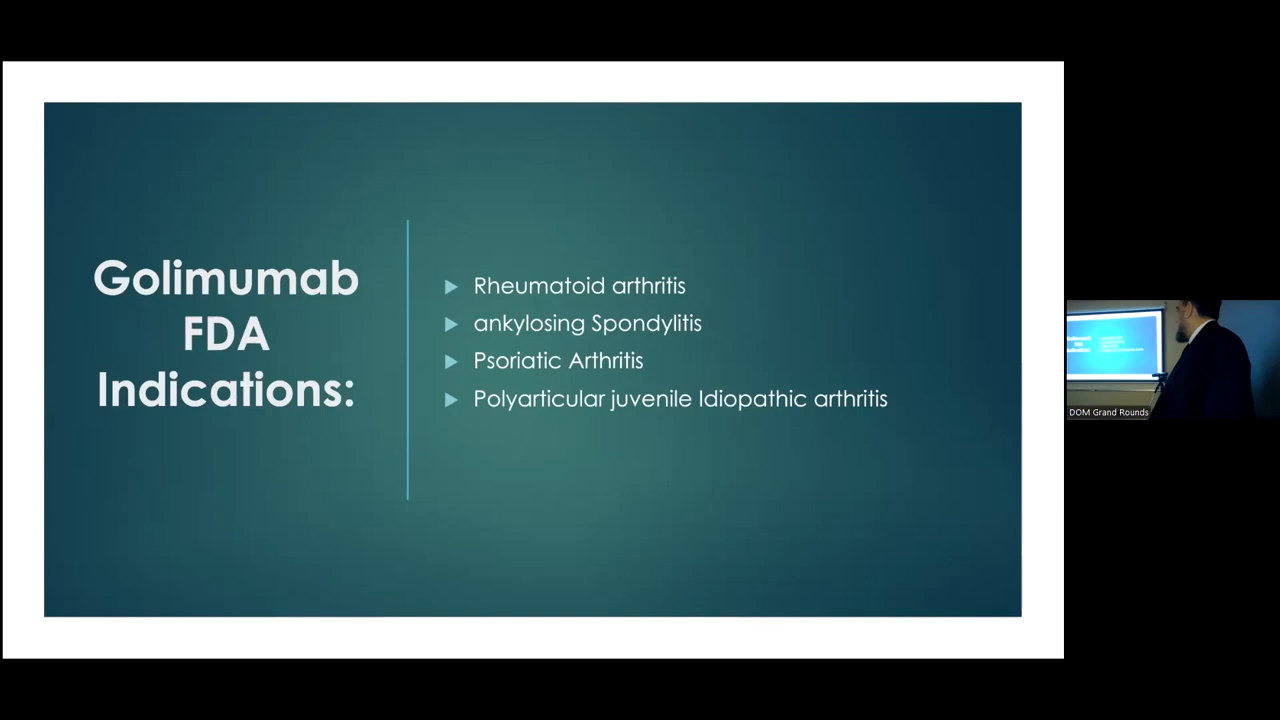 Golimumab
FDA
Indications:
Rheumatoid arthritis
ankylosing Spondylitis
Psoriatic Arthritis
Polyarticular juvenile Idiopathic arthritis
DOM Grand Rounds